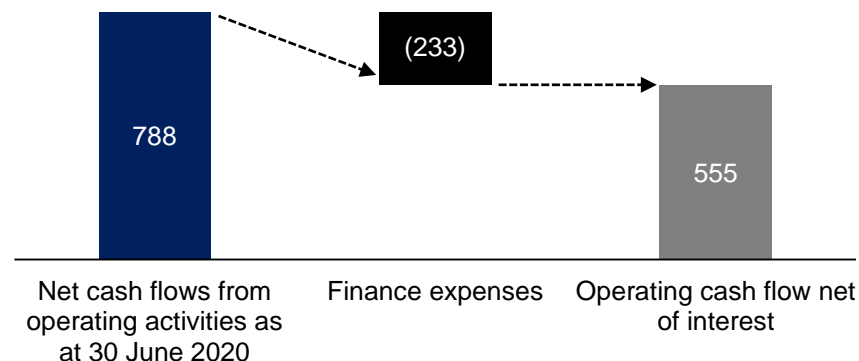 (233)
788
555
Net cash flows from
operating activities as
at 30 June 2020
Finance expenses
Operating cash flow net
of interest